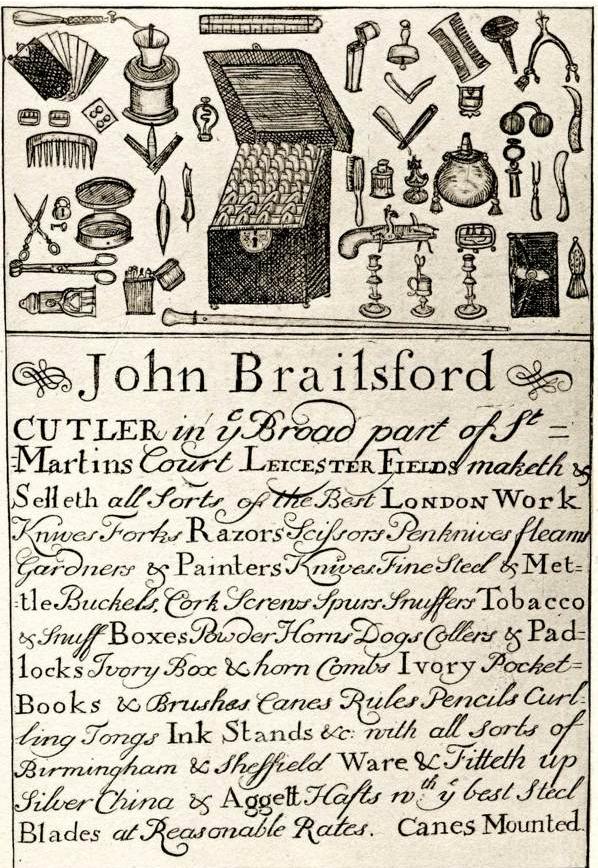 John Brailsford
CUTLER in yͤ Broad part of Sᵗ =
=Martins Court LEICESTER FIELDS maketh &
Selleth all Sorts of the Best LONDON Work
Knives Forks Razors Scissors Penknives fleams
Gardners & Painters Knives Fine Steel & Met=
=tle Buckels, Cork Screws Spurs Snuffers Tobacco
& Snuff Boxes Powder Horns Dogs Collers & Pad=
locks Ivory Box & horn Combs Ivory Pocket=
Books & Brushes Canes Rules Pencils Curl=
ling Tongs Ink Stands &c: with all Sorts of
Birmingham & Sheffield Ware & Fitteth up
Silver China & Aggett Hafts wᵗʰ yͤ best Steel
Blades at Reasonable Rates. Canes Mounted.